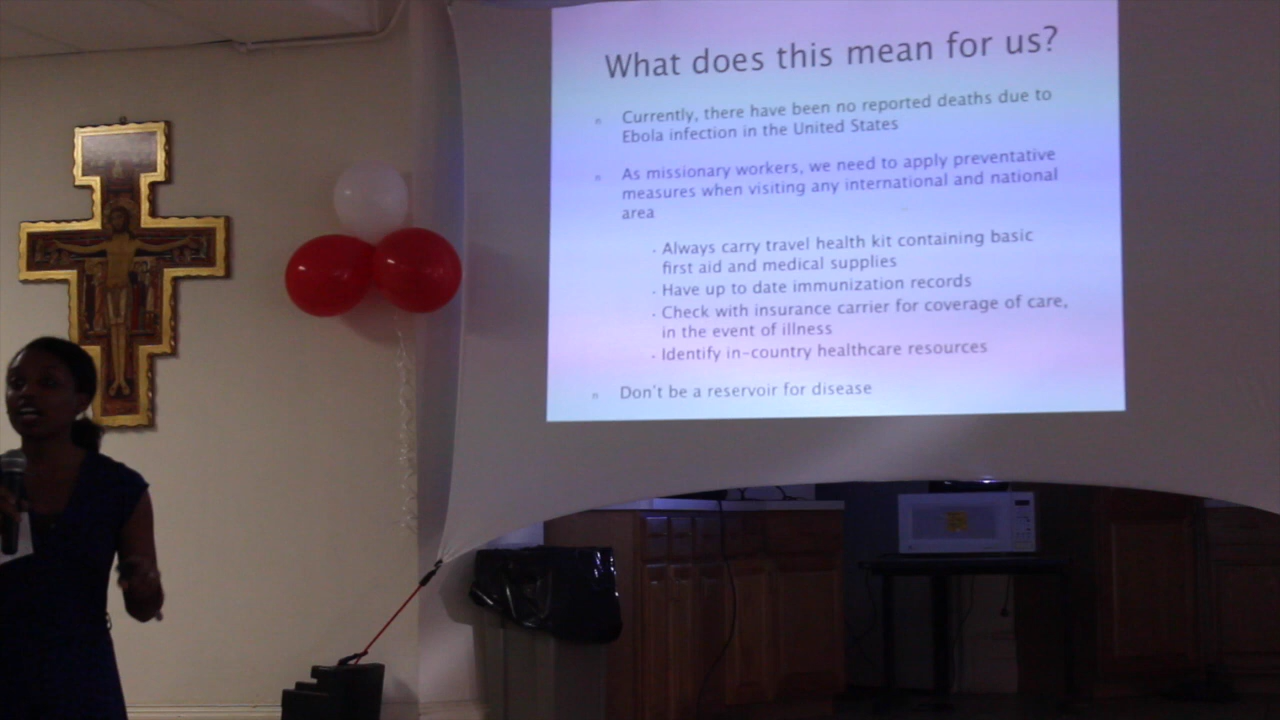 What does this mean for us?
n Currently, there have been no reported deaths due to
Ebola infection in the United States
n As missionary workers, we need to apply preventative
measures when visiting any international and national
area
· Always carry travel health kit containing basic
first aid and medical supplies
· Have up to date immunization records
· Check with insurance carrier for coverage of care,
in the event of illness
· Identify in-country healthcare resources
n Don't be a reservoir for disease